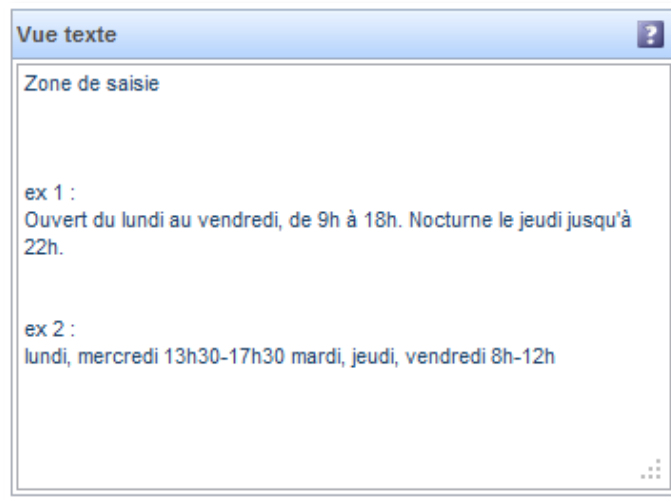 Vue texte
?
Zone de saisie
ex 1 :
Ouvert du lundi au vendredi, de 9h à 18h. Nocturne le jeudi jusqu'à
22h.
ex 2 :
lundi, mercredi 13h30-17h30 mardi, jeudi, vendredi 8h-12h